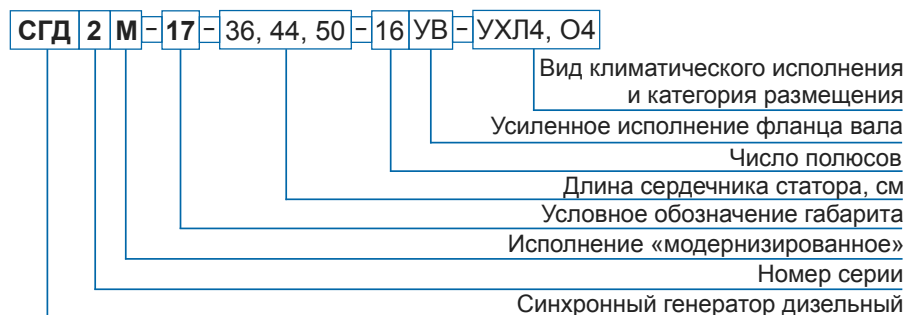 СГД 2 М - 17 - 36, 44, 50 - 16 УВ - УХЛ4, О4
Вид климатического исполнения
и категория размещения
Усиленное исполнение фланца вала
Число полюсов
Длина сердечника статора, см
Условное обозначение габарита
Исполнение «модернизированное»
Номер серии
Синхронный генератор дизельный